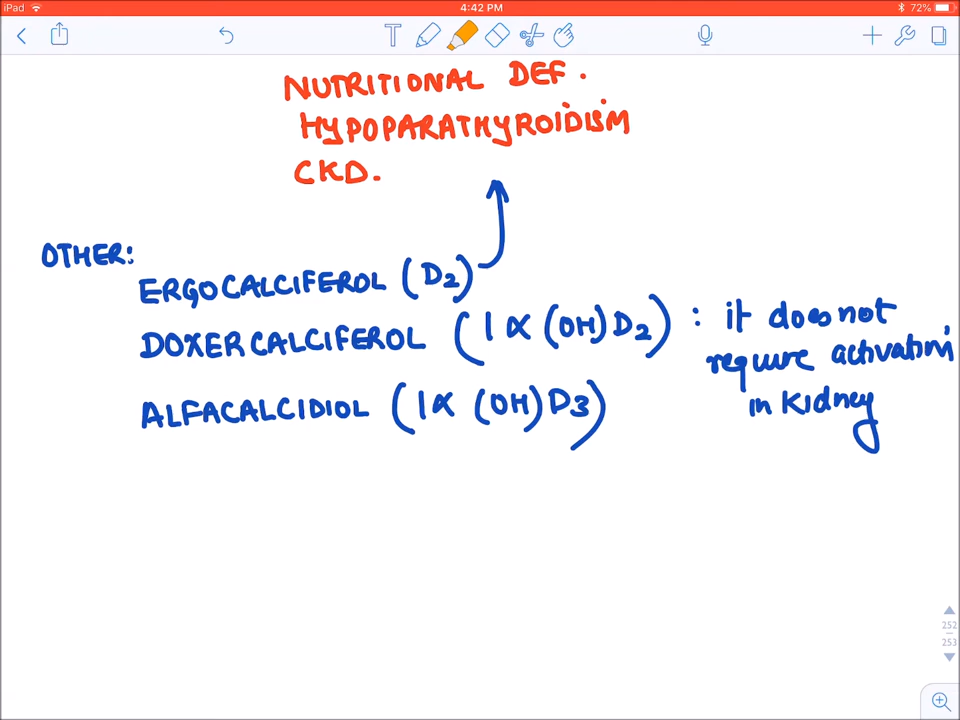 iPad 4:42 PM 72%
NUTRITIONAL DEF.
HYPOPARATHYROIDISM
CKD.
OTHER:
ERGOCALCIFEROL (D2)
DOXERCALCIFEROL (1α (OH)D2) : it does not
require activation
in Kidney
ALFACALCIDIOL (1α (OH)D3)
252
253